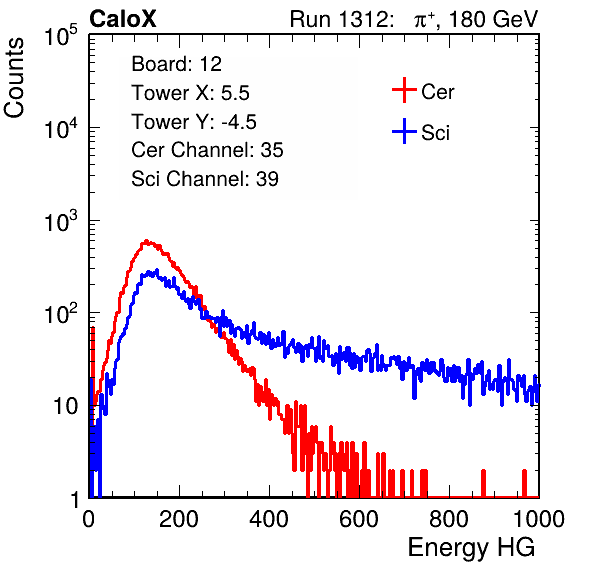 CaloX Run 1312: π⁺, 180 GeV
Counts
10⁵
10⁴
10³
10²
10
1
Board: 12
Tower X: 5.5
Tower Y: -4.5
Cer Channel: 35
Sci Channel: 39
Cer
Sci
0 200 400 600 800 1000
Energy HG